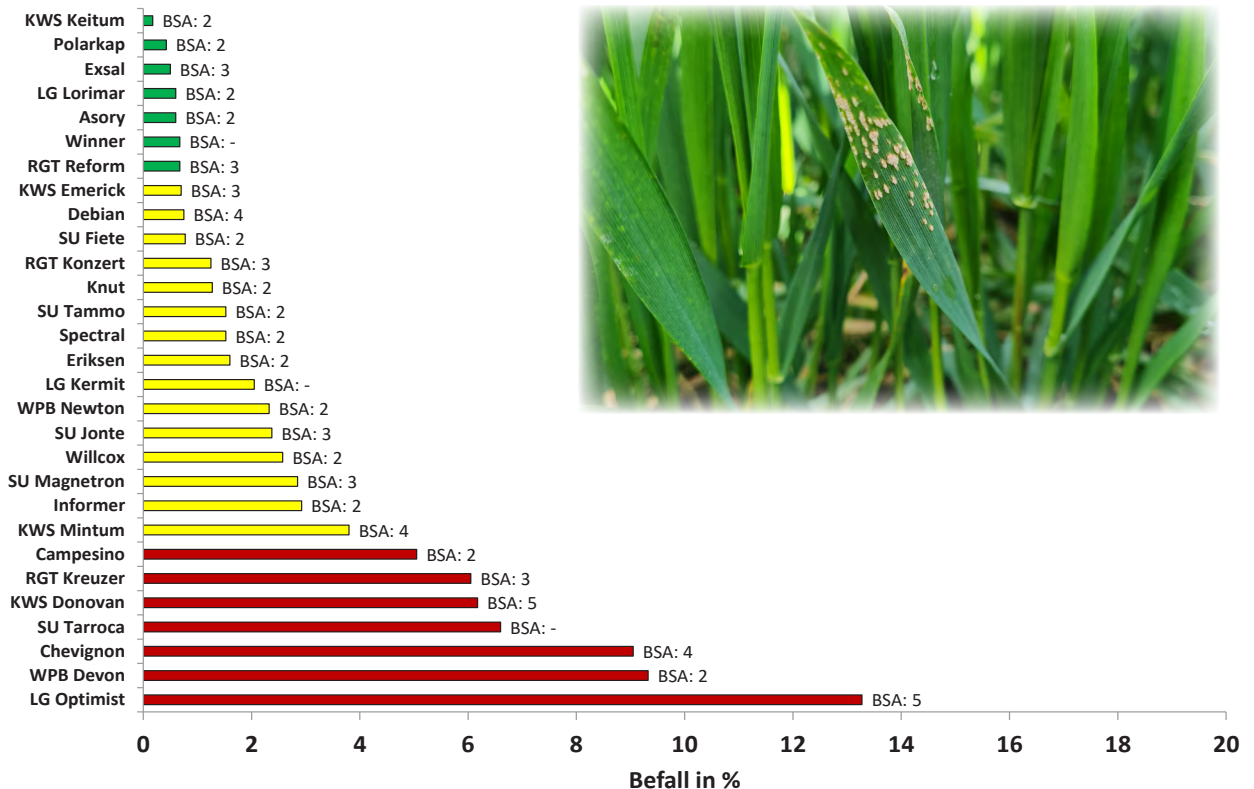 KWS Keitum BSA: 2
Polarkap BSA: 2
Exsal BSA: 3
LG Lorimar BSA: 2
Asory BSA: 2
Winner BSA: -
RGT Reform BSA: 3
KWS Emerick BSA: 3
Debian BSA: 4
SU Fiete BSA: 2
RGT Konzert BSA: 3
Knut BSA: 2
SU Tammo BSA: 2
Spectral BSA: 2
Eriksen BSA: 2
LG Kermit BSA: -
WPB Newton BSA: 2
SU Jonte BSA: 3
Willcox BSA: 2
SU Magnetron BSA: 3
Informer BSA: 2
KWS Mintum BSA: 4
Campesino BSA: 2
RGT Kreuzer BSA: 3
KWS Donovan BSA: 5
SU Tarroca BSA: -
Chevignon BSA: 4
WPB Devon BSA: 2
LG Optimist BSA: 5
0 2 4 6 8 10 12 14 16 18 20
Befall in %